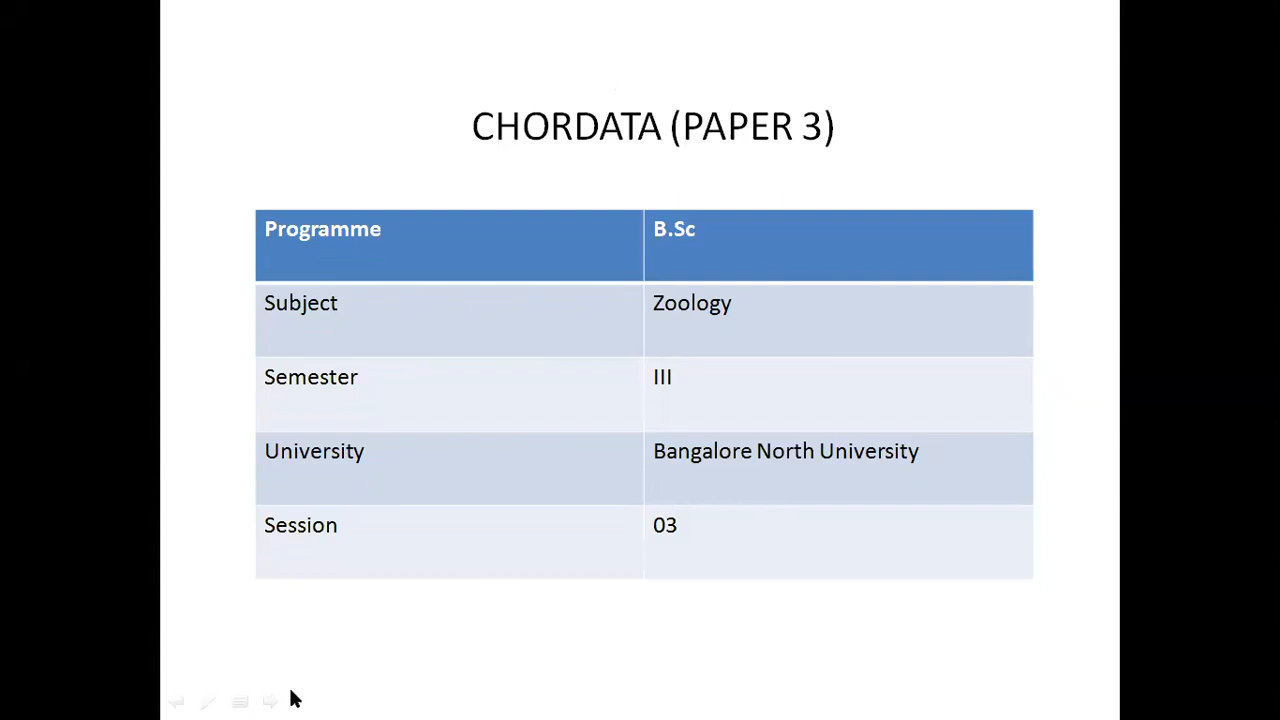 CHORDATA (PAPER 3)
Programme B.Sc
Subject Zoology
Semester III
University Bangalore North University
Session 03